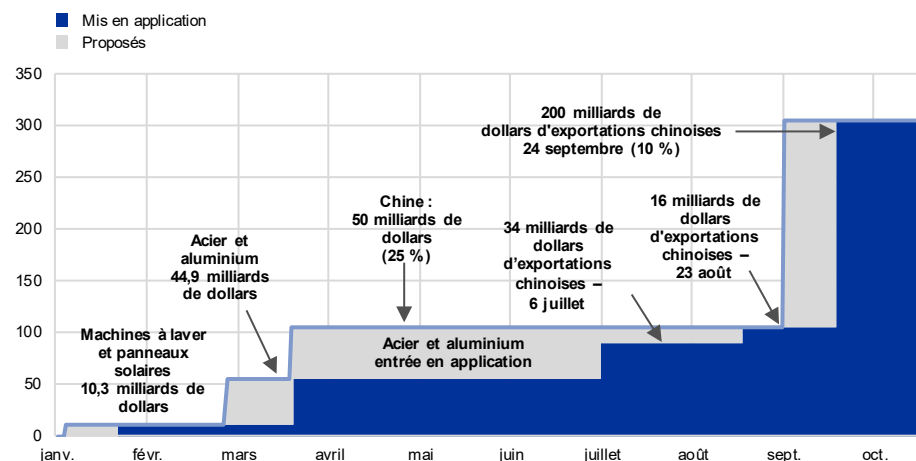 Mis en application
Proposés
350
300
250
200
150
100
50
0
200 milliards de
dollars d'exportations chinoises
24 septembre (10 %)
Chine :
50 milliards de
dollars
(25 %)
16 milliards de
dollars
d'exportations
chinoises –
23 août
34 milliards de
dollars
d’exportations
chinoises –
6 juillet
Acier et
aluminium
44,9 milliards
de dollars
Machines à laver
et panneaux
solaires
10,3 milliards de
dollars
Acier et aluminium
entrée en application
janv.
févr.
mars
avril
mai
juin
juillet
août
sept.
oct.